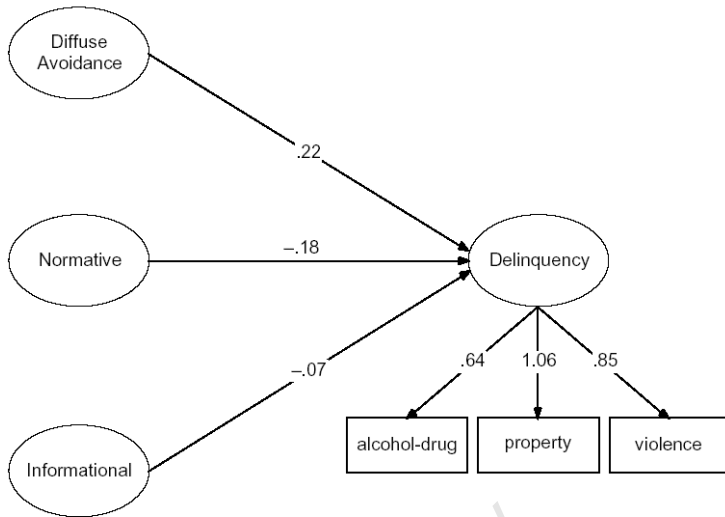 Diffuse
Avoidance
.22
Normative
–.18
Delinquency
–.07
.64
1.06
.85
alcohol-drug
property
violence
Informational